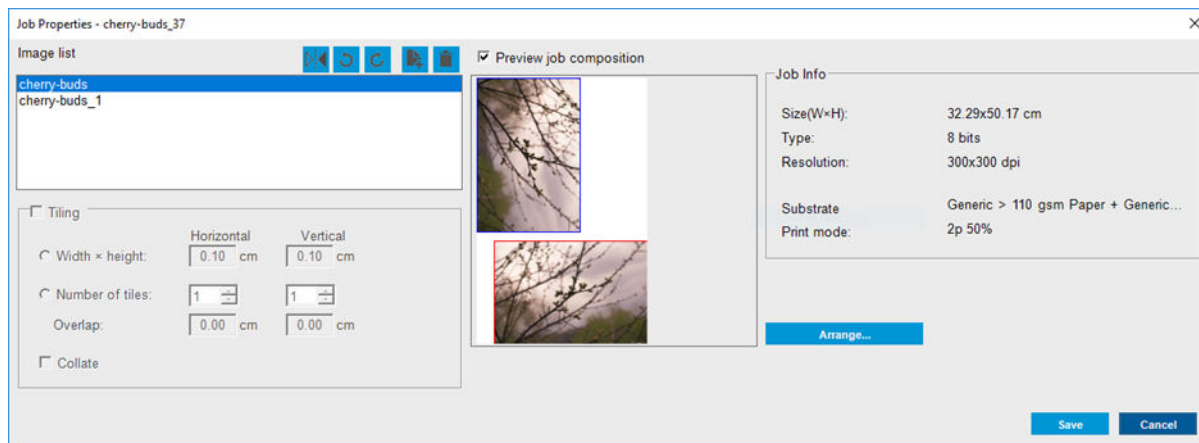 Job Properties - cherry-buds_37
Image list
cherry-buds
cherry-buds_1
Tiling
Horizontal Vertical
Width × height: 0.10 cm 0.10 cm
Number of tiles: 1 1
Overlap: 0.00 cm 0.00 cm
Collate
Preview job composition
Job Info
Size(W×H): 32.29x50.17 cm
Type: 8 bits
Resolution: 300x300 dpi
Substrate Generic > 110 gsm Paper + Generic...
Print mode: 2p 50%
Arrange...
Save Cancel